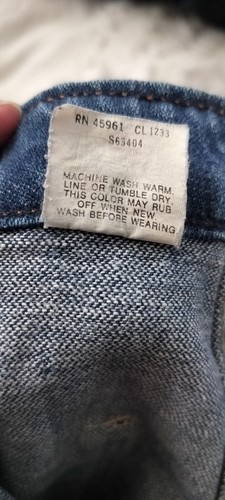 RN 45961 CL 1233
S63404
MACHINE WASH WARM.
LINE OR TUMBLE DRY.
THIS COLOR MAY RUB
OFF WHEN NEW.
WASH BEFORE WEARING